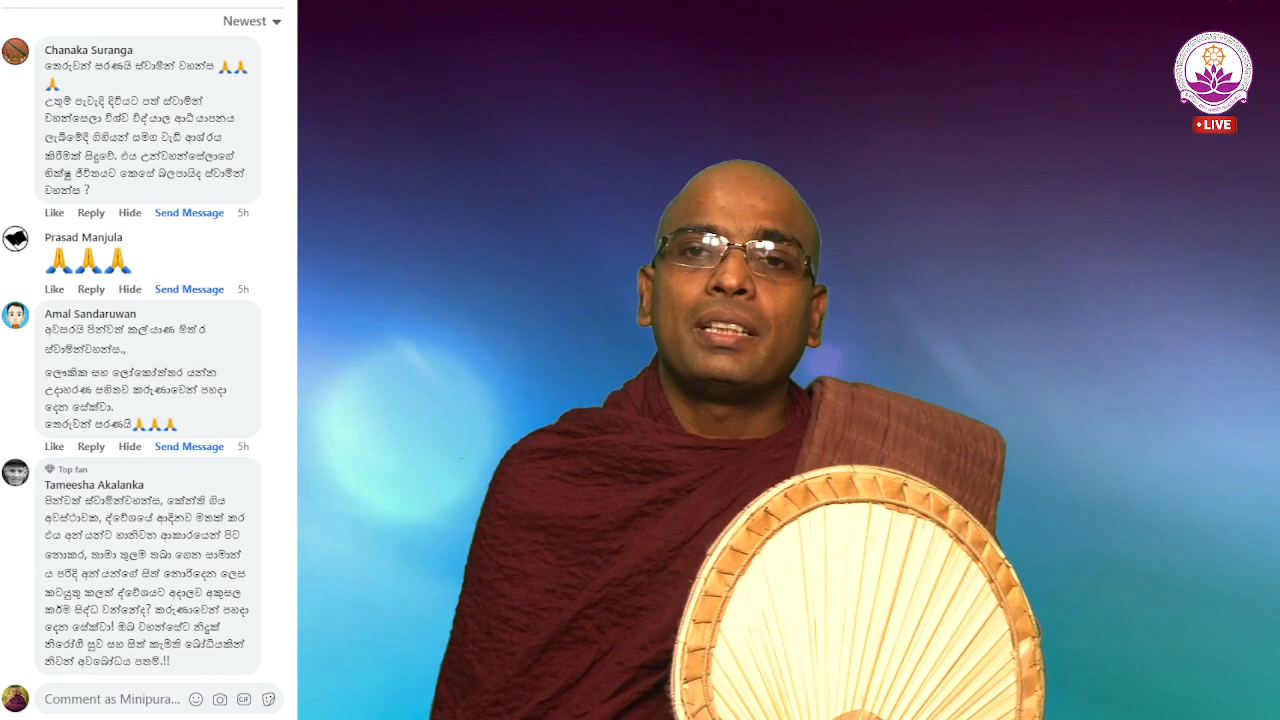 Newest
Chanaka Suranga
තෙරුවන් සරණයි ස්වාමීන් වහන්ස 🙏🙏
🙏
උතුම් පැවැදි දිවියට පත් ස්වාමීන්
වහන්සෙලා විශ්ව විද්‍යාල ආධ්‍යාපනය
ලැබීමේදී ගිහියන් සමග වැඩි ආශ්‍රය
කිරීමක් සිදුවේ. එය උන්වහන්සේලාගේ
භික්ෂු ජීවිතයට කෙසේ බලපායිද ස්වාමීන්
වහන්ස ?
Like Reply Hide Send Message 5h
Prasad Manjula
🙏🙏🙏
Like Reply Hide Send Message 5h
Amal Sandaruwan
අවසරයි පින්වත් කල්‍යාණ මිත්‍ර
ස්වාමින්වහන්ස.,
ලෞකික සහ ලෝකෝත්තර යන්න
උදාහරණ සහිතව කරුණාවෙන් පහදා
දෙන සේක්වා.
තෙරුවන් සරණයි🙏🙏🙏
Like Reply Hide Send Message 5h
Top fan
Tameesha Akalanka
පින්වත් ස්වාමින්වහන්ස, කේන්ති ගිය
අවස්ථාවක, ද්වේශයේ ආදීනව මතක් කර
එය අන්‍යන්ට හානිවන ආකාරයෙන් පිට
නොකර, තාමා තුලම තබා ගෙන සාමාන්‍
ය පරිදි අන්‍යන්ගේ සිත් නොරිදෙන ලෙස
කටයුතු කලත් ද්වේශයට අදාලව අකුසල
කර්ම සිද්ධ වන්නේද? කරුණාවෙන් පහදා
දෙන සේක්වා! ඔබ වහන්සේට නිදුක්
නිරෝගී සුව සහ සිත් කැමති බෝධියකින්
නිවන් අවබෝධය පතමි.!!
Comment as Minipura...
GIF
• LIVE